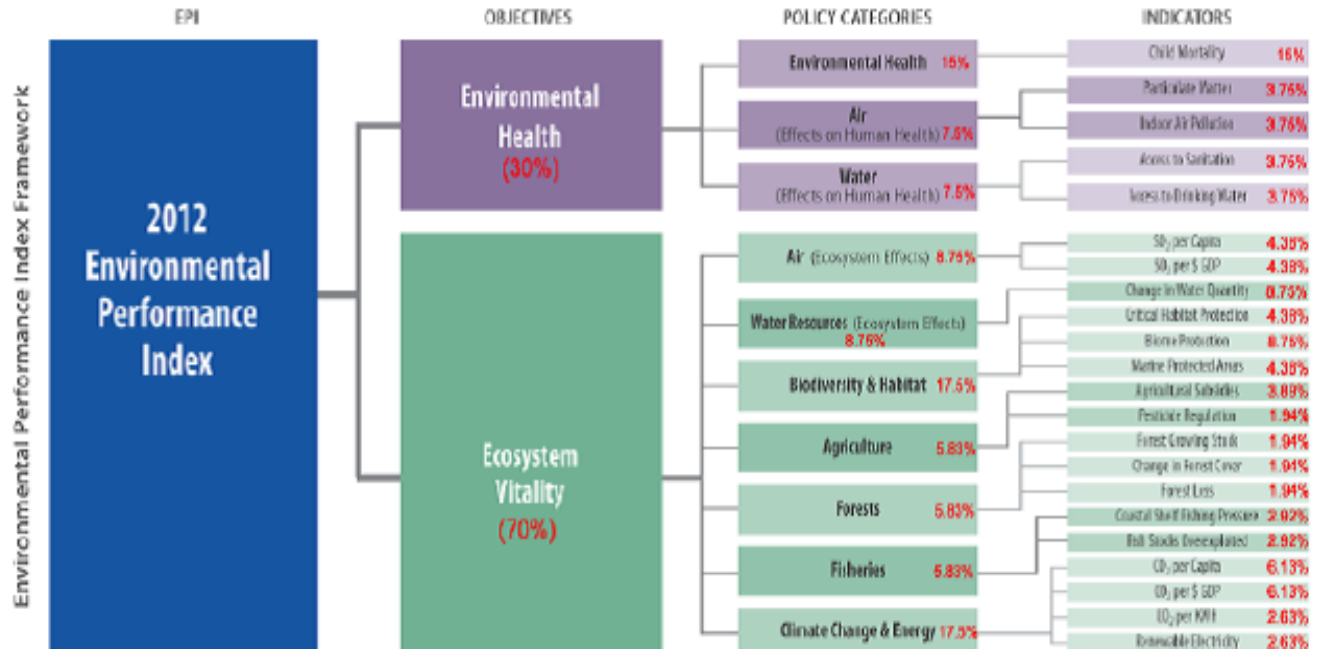 EPI
OBJECTIVES
POLICY CATEGORIES
INDICATORS
Environmental Performance Index Framework
2012
Environmental
Performance
Index
Environmental
Health
(30%)
Ecosystem
Vitality
(70%)
Environmental Health 15%
Air
(Effects on Human Health) 7.5%
Water
(Effects on Human Health) 7.5%
Air (Ecosystem Effects) 8.75%
Water Resources (Ecosystem Effects)
8.75%
Biodiversity & Habitat 17.5%
Agriculture 5.83%
Forests 5.83%
Fisheries 5.83%
Climate Change & Energy 17.5%
Child Mortality 15%
Particulate Matter 3.75%
Indoor Air Pollution 3.75%
Access to Sanitation 3.75%
Access to Drinking Water 3.75%
SO₂ per Capita 4.38%
SO₂ per $ GDP 4.38%
Change in Water Quantity 8.75%
Critical Habitat Protection 4.38%
Biome Protection 8.75%
Marine Protected Areas 4.38%
Agricultural Subsidies 3.89%
Pesticide Regulation 1.94%
Forest Growing Stock 1.94%
Change in Forest Cover 1.94%
Forest Loss 1.94%
Coastal Shelf Fishing Pressure 2.92%
Fish Stocks Overexploited 2.92%
CO₂ per Capita 6.13%
CO₂ per $ GDP 6.13%
CO₂ per KWH 2.63%
Renewable Electricity 2.63%